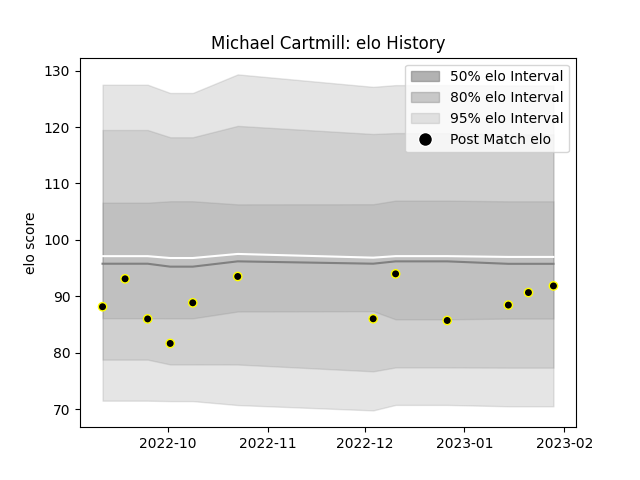 Michael Cartmill: elo History
130
120
110
100
90
80
70
elo score
50% elo Interval
80% elo Interval
95% elo Interval
Post Match elo
2022-10
2022-11
2022-12
2023-01
2023-02